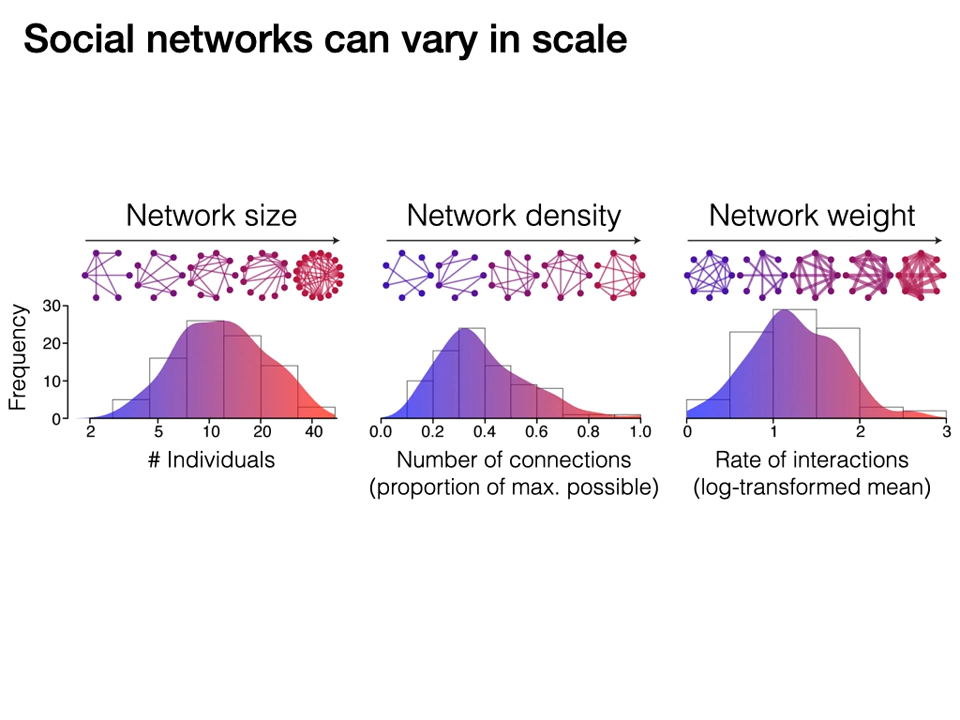 Social networks can vary in scale
Network size
Network density
Network weight
Frequency
30
20
10
0
2 5 10 20 40
# Individuals
0.0 0.2 0.4 0.6 0.8 1.0
Number of connections
(proportion of max. possible)
0 1 2 3
Rate of interactions
(log-transformed mean)